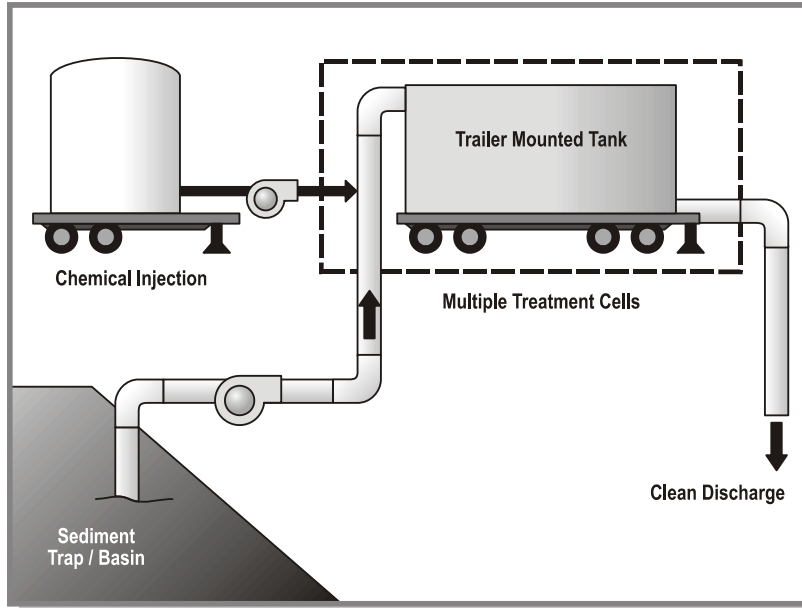 Trailer Mounted Tank
Chemical Injection
Multiple Treatment Cells
Clean Discharge
Sediment
Trap / Basin